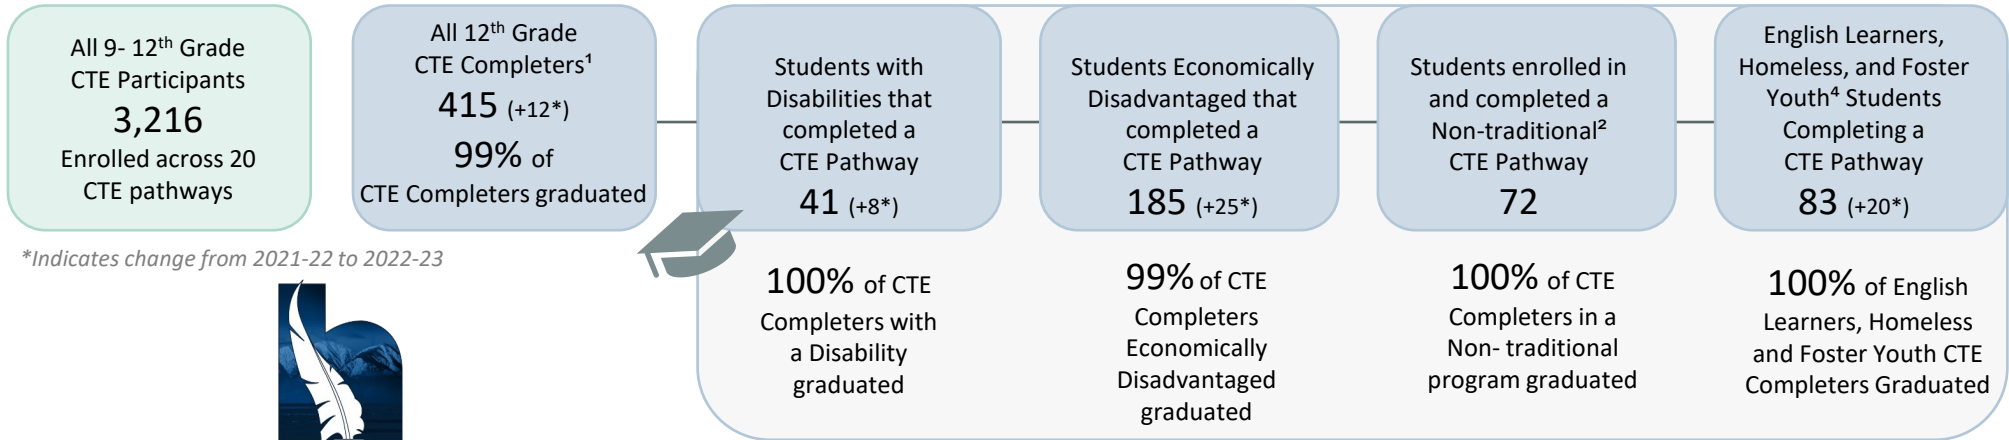 All 9- 12th Grade
CTE Participants
3,216
Enrolled across 20
CTE pathways
All 12th Grade
CTE Completers¹
415 (+12*)
99% of
CTE Completers graduated
Students with
Disabilities that
completed a
CTE Pathway
41 (+8*)
Students Economically
Disadvantaged that
completed a
CTE Pathway
185 (+25*)
Students enrolled in
and completed a
Non-traditional²
CTE Pathway
72
English Learners,
Homeless, and Foster
Youth⁴ Students
Completing a
CTE Pathway
83 (+20*)
*Indicates change from 2021-22 to 2022-23
100% of CTE
Completers with
a Disability
graduated
99% of CTE
Completers
Economically
Disadvantaged
graduated
100% of CTE
Completers in a
Non- traditional
program graduated
100% of English
Learners, Homeless
and Foster Youth CTE
Completers Graduated